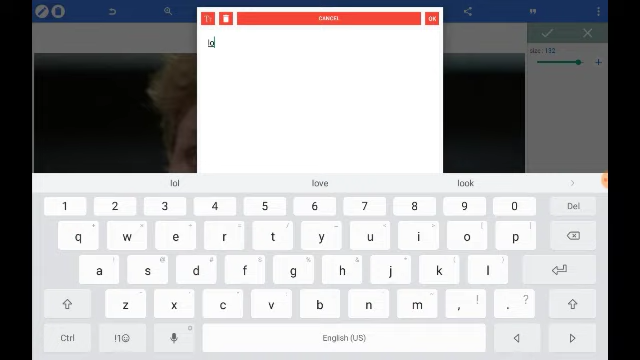 Tт CANCEL OK
lo
size : 132
lol love look
1 2 3 4 5 6 7 8 9 0 Del
q w e r t y u i o p
a s d f g h j k l
z x c v b n m , ! . ?
Ctrl !1☺ English (US)